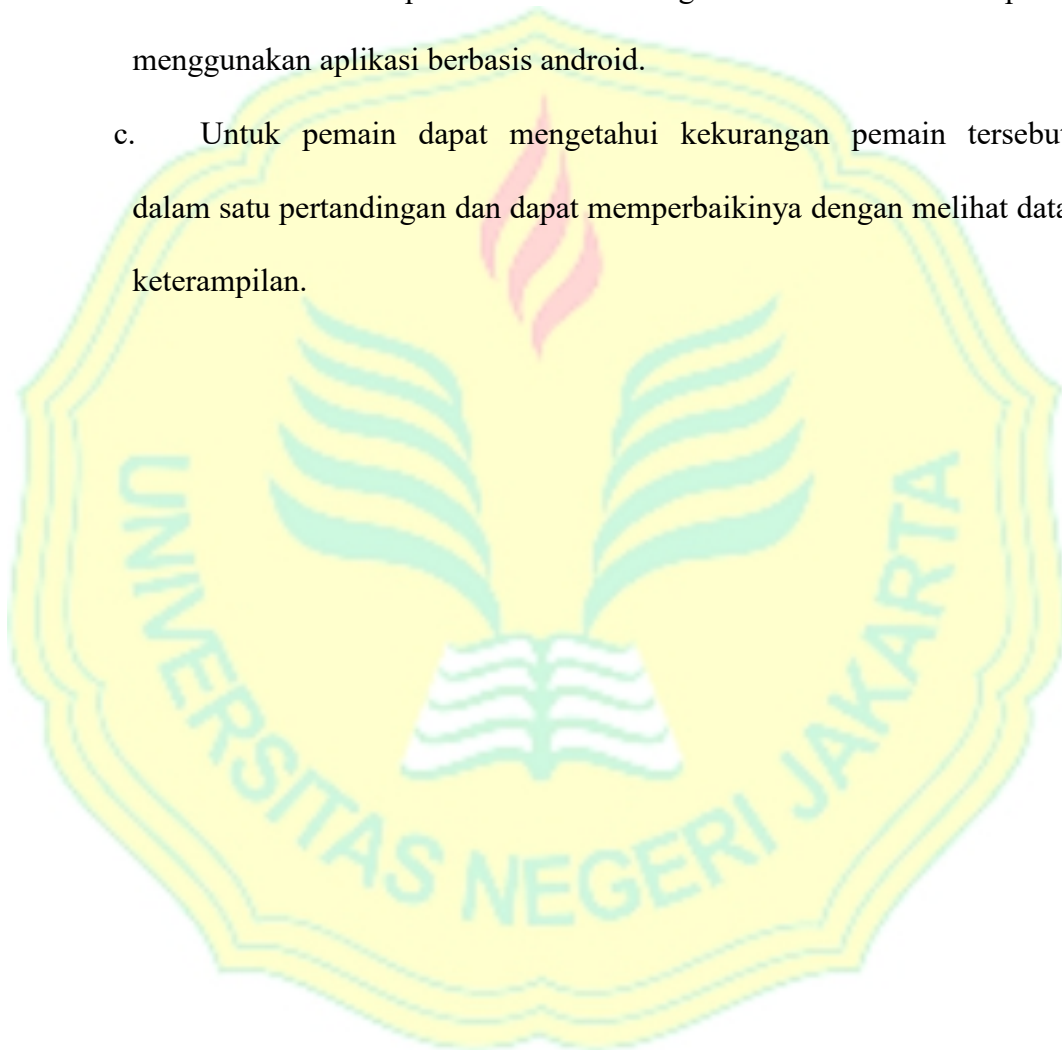 menggunakan aplikasi berbasis android.
c. Untuk pemain dapat mengetahui kekurangan pemain tersebut
dalam satu pertandingan dan dapat memperbaikinya dengan melihat data
keterampilan.
UNIVERSITAS NEGERI JAKARTA